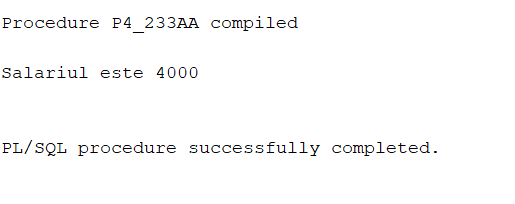 Procedure P4_233AA compiled
Salariul este 4000
PL/SQL procedure successfully completed.